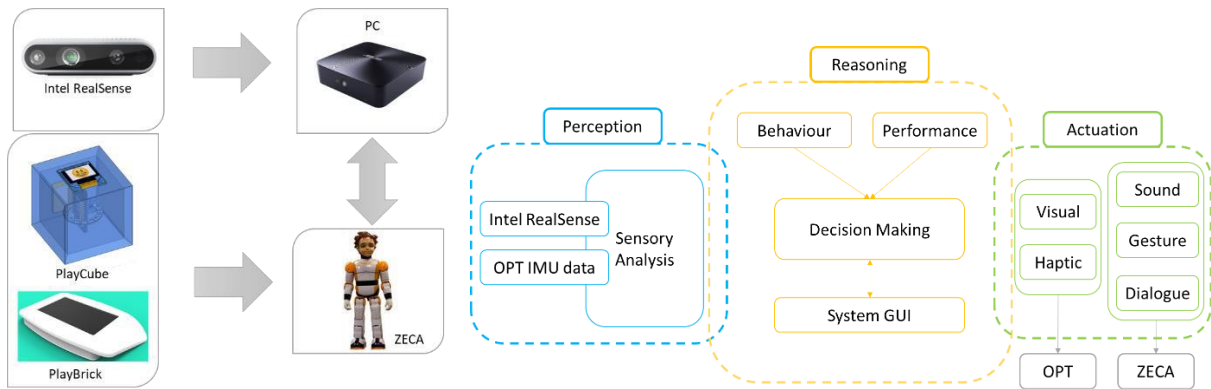 Intel RealSense
PC
PlayCube
PlayBrick
ZECA
Perception
Intel RealSense
OPT IMU data
Sensory
Analysis
Reasoning
Behaviour
Performance
Decision Making
System GUI
Actuation
Visual
Haptic
Sound
Gesture
Dialogue
OPT
ZECA